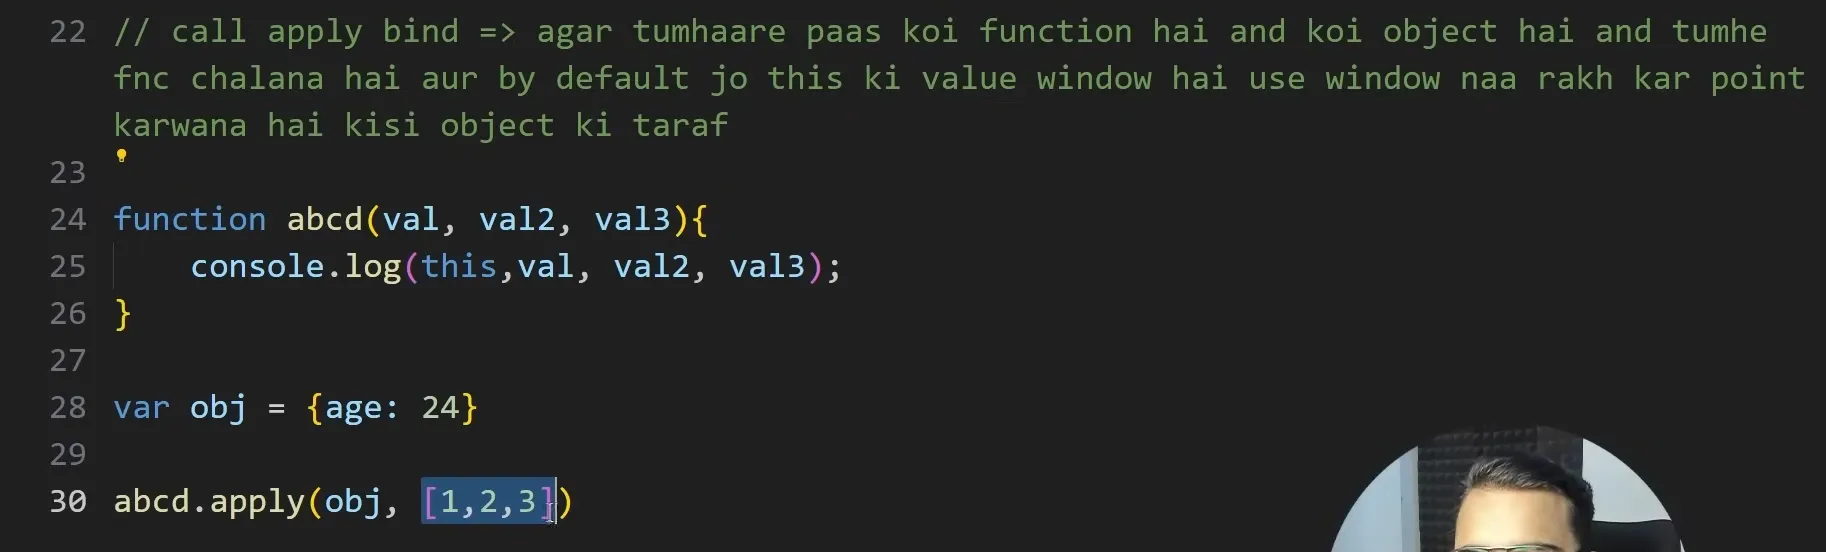 22 // call apply bind => agar tumhaare paas koi function hai and koi object hai and tumhe
fnc chalana hai aur by default jo this ki value window hai use window naa rakh kar point
karwana hai kisi object ki taraf
23
24 function abcd(val, val2, val3){
25 console.log(this,val, val2, val3);
26 }
27
28 var obj = {age: 24}
29
30 abcd.apply(obj, [1,2,3])